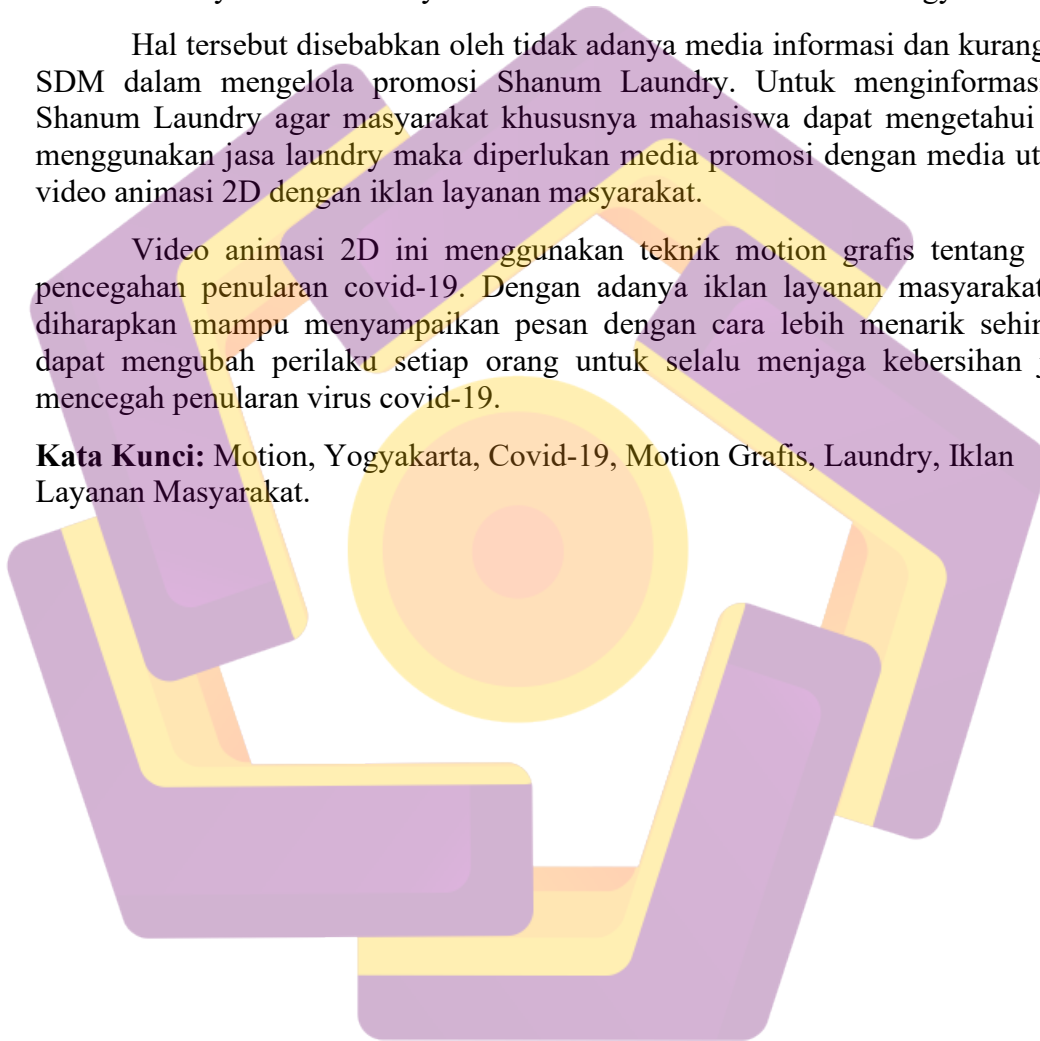 Hal tersebut disebabkan oleh tidak adanya media informasi dan kurang
SDM dalam mengelola promosi Shanum Laundry. Untuk menginformas
Shanum Laundry agar masyarakat khususnya mahasiswa dapat mengetahui
menggunakan jasa laundry maka diperlukan media promosi dengan media ut
video animasi 2D dengan iklan layanan masyarakat.
Video animasi 2D ini menggunakan teknik motion grafis tentang
pencegahan penularan covid-19. Dengan adanya iklan layanan masyarakat
diharapkan mampu menyampaikan pesan dengan cara lebih menarik sehin
dapat mengubah perilaku setiap orang untuk selalu menjaga kebersihan
mencegah penularan virus covid-19.
Kata Kunci: Motion, Yogyakarta, Covid-19, Motion Grafis, Laundry, Iklan
Layanan Masyarakat.